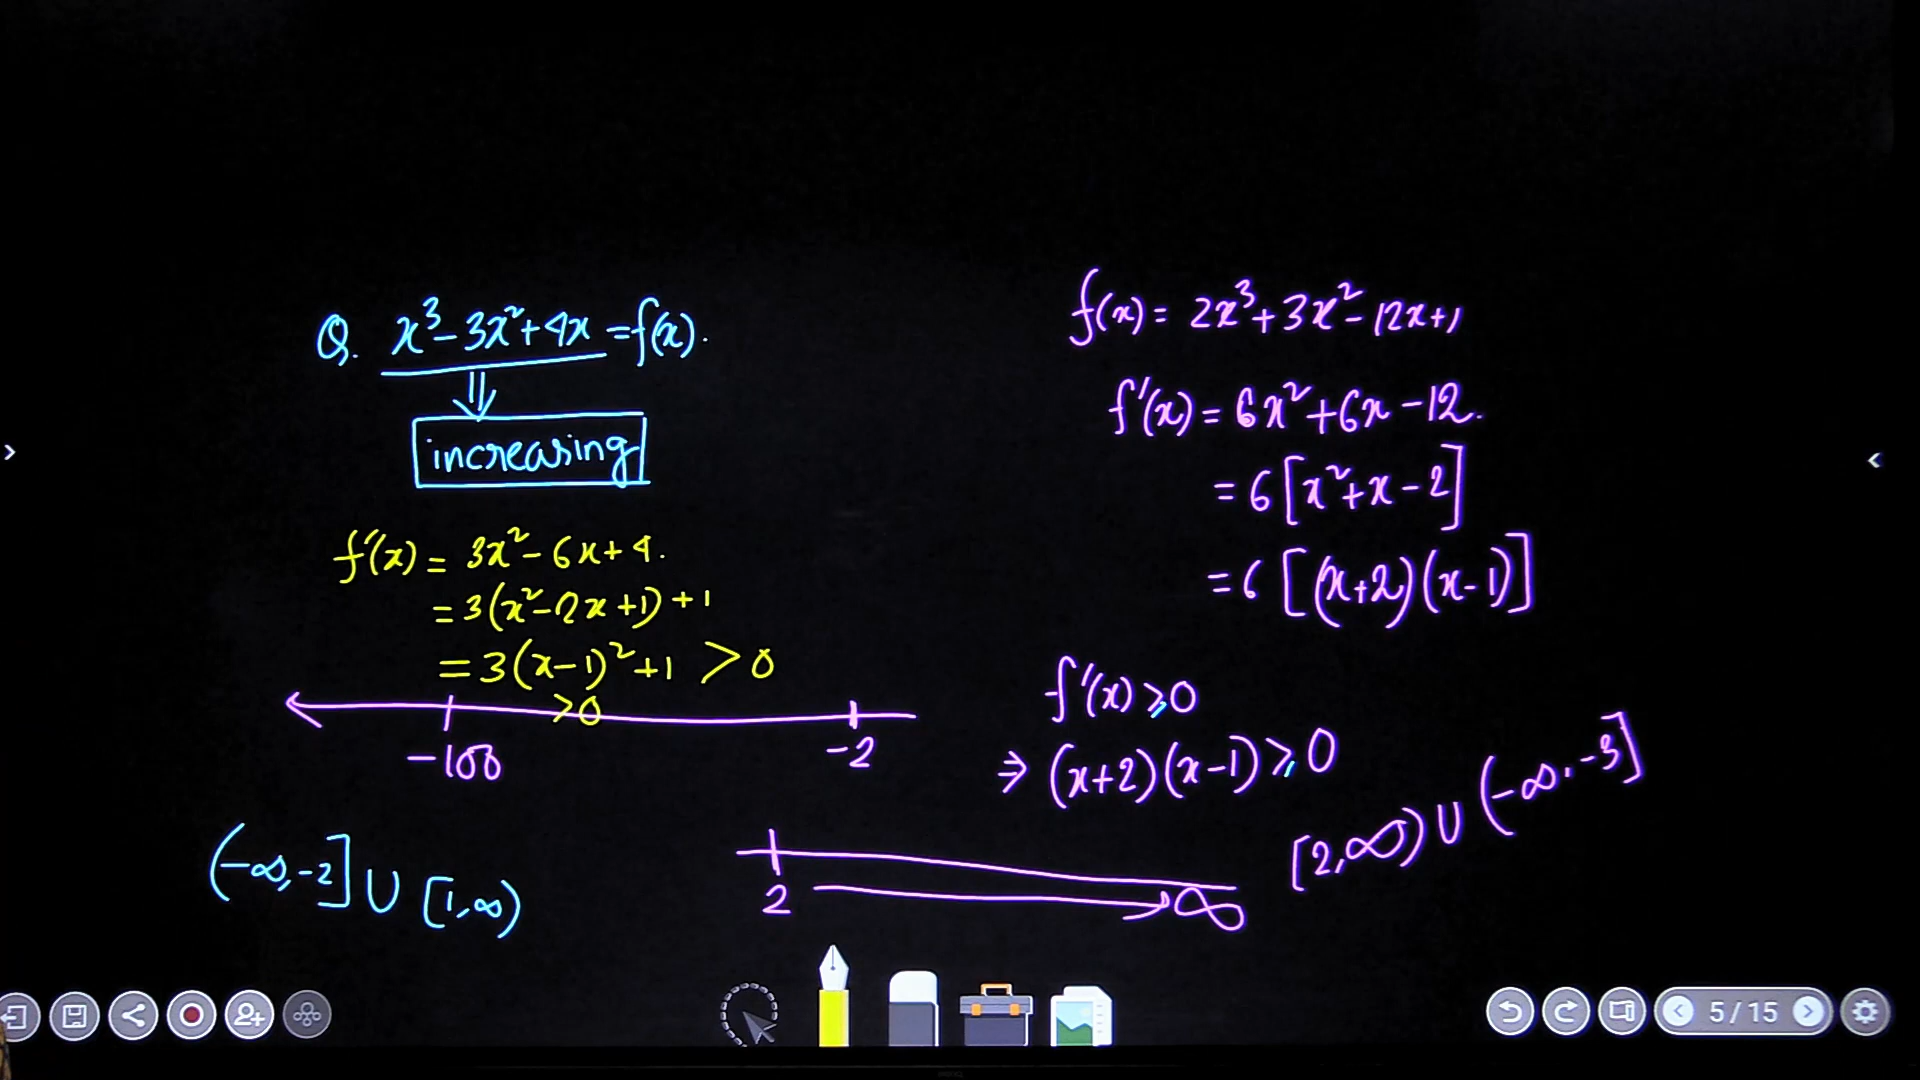 Q. x³-3x²+4x =f(x).
increasing
f'(x) = 3x²-6x+4.
=3(x²-2x+1)+1
=3(x-1)²+1 >0
>0
-100
-2
(-∞,-2] ∪ [1,∞)
f(x) = 2x³+3x²-12x+1
f'(x) = 6x²+6x-12.
= 6[x²+x-2]
=6[(x+2)(x-1)]
f'(x) ≥0
⇒ (x+2)(x-1)≥0
[2,∞) ∪ (-∞,-3]
2
∞
5/15